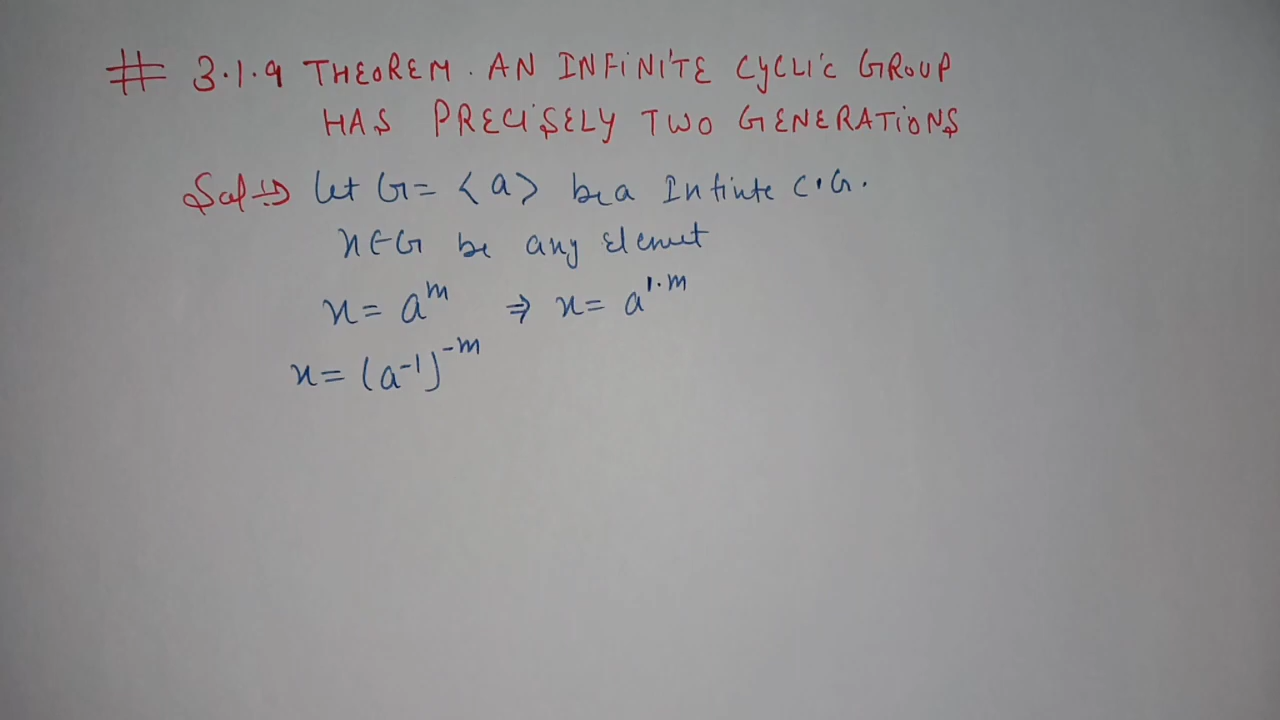 # 3.1.9 THEOREM. AN INFINITE CYCLIC GROUP
HAS PRECISELY TWO GENERATIONS
Sol :→ let G = <a> be a Infinte C.G.
x∈G be any element
x = a^m ⇒ x = a^{1.m}
x = (a^{-1})^{-m}